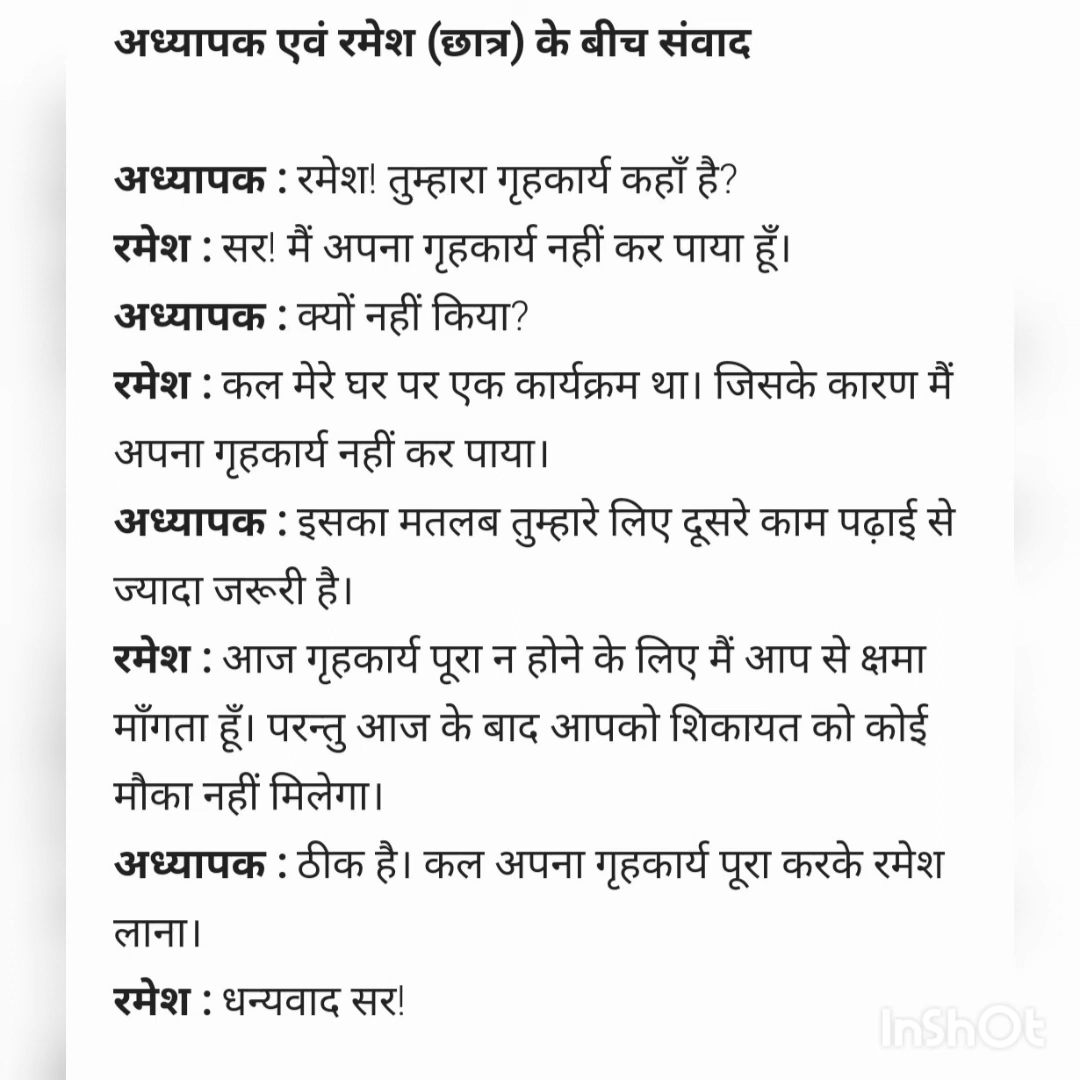 अध्यापक एवं रमेश (छात्र) के बीच संवाद
अध्यापक : रमेश! तुम्हारा गृहकार्य कहाँ है?
रमेश : सर! मैं अपना गृहकार्य नहीं कर पाया हूँ।
अध्यापक : क्यों नहीं किया?
रमेश : कल मेरे घर पर एक कार्यक्रम था। जिसके कारण मैं
अपना गृहकार्य नहीं कर पाया।
अध्यापक : इसका मतलब तुम्हारे लिए दूसरे काम पढ़ाई से
ज्यादा जरूरी है।
रमेश : आज गृहकार्य पूरा न होने के लिए मैं आप से क्षमा
माँगता हूँ। परन्तु आज के बाद आपको शिकायत को कोई
मौका नहीं मिलेगा।
अध्यापक : ठीक है। कल अपना गृहकार्य पूरा करके रमेश
लाना।
रमेश : धन्यवाद सर!
InShOt